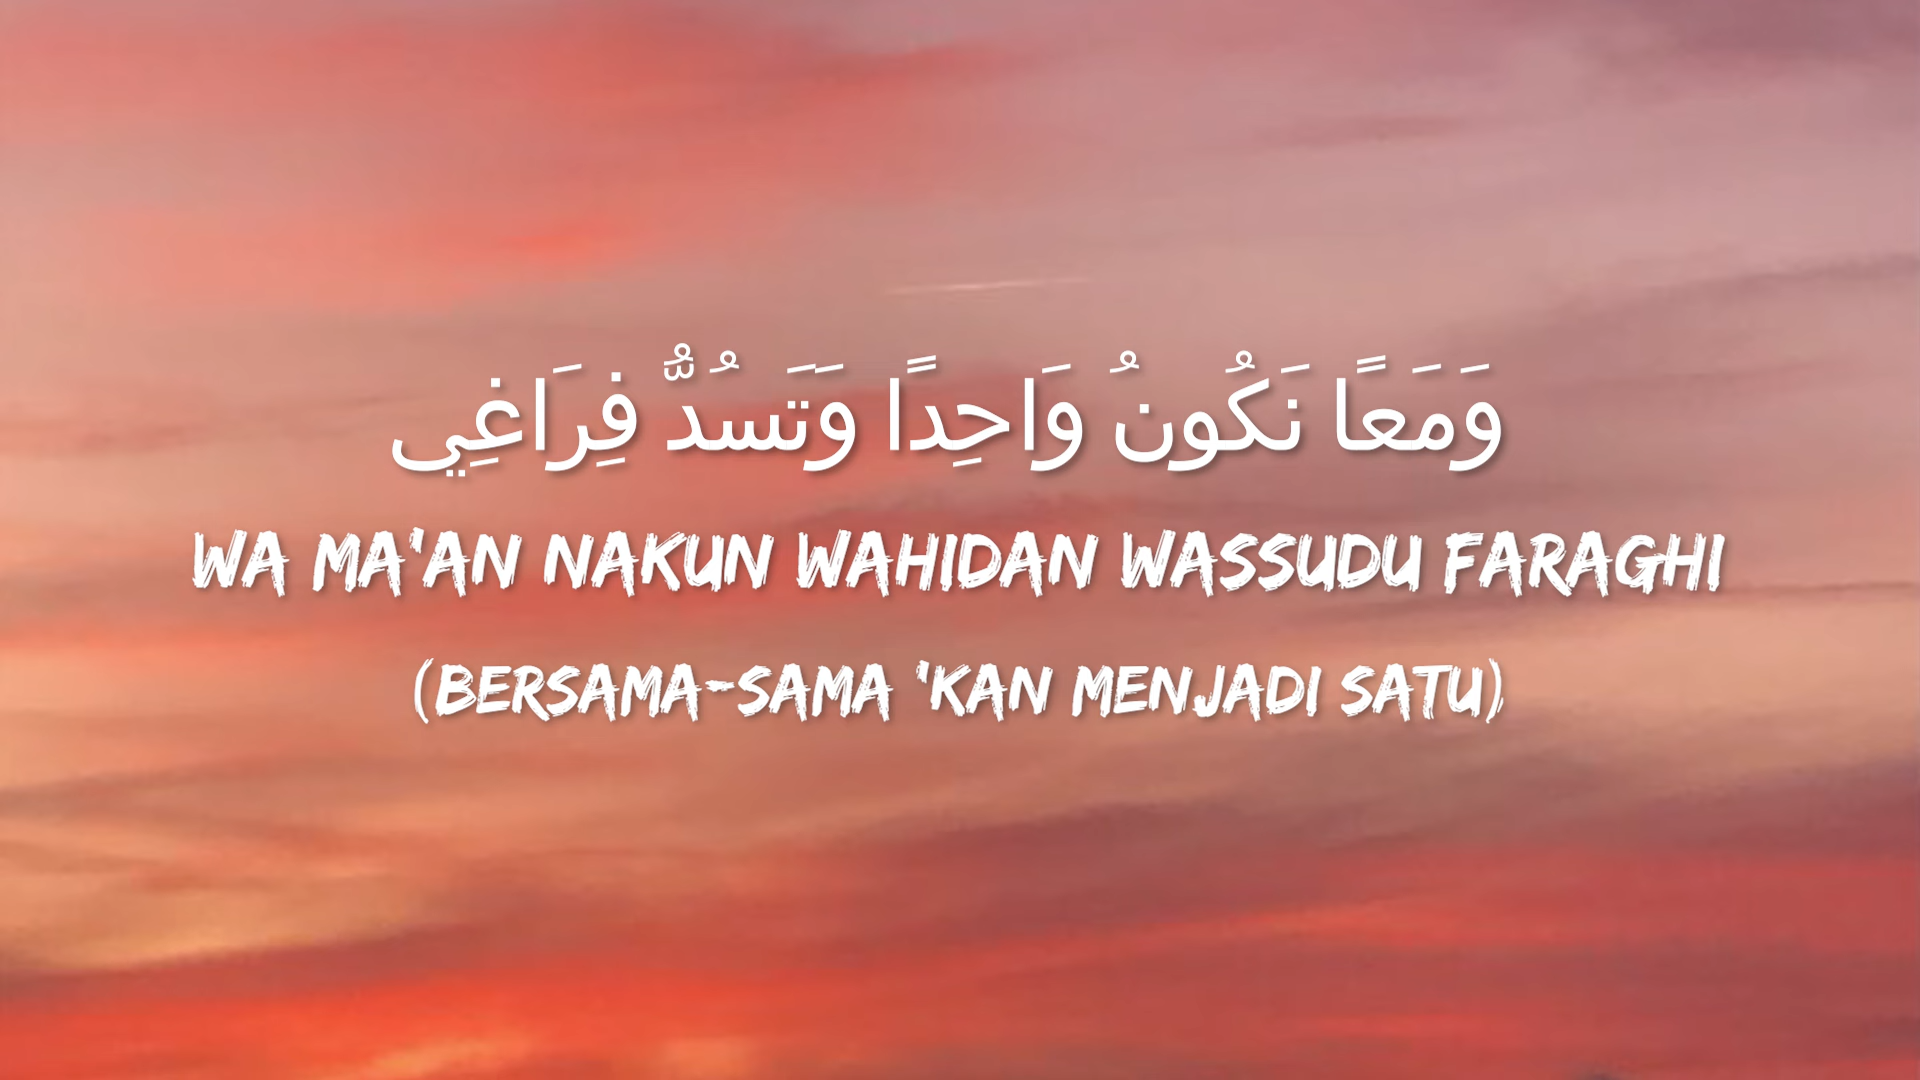 وَمَعًا نَكُونُ وَاحِدًا وَتَسُدُّ فِرَاغِي
WA MA'AN NAKUN WAHIDAN WASSUDU FARAGHI
(BERSAMA-SAMA 'KAN MENJADI SATU)